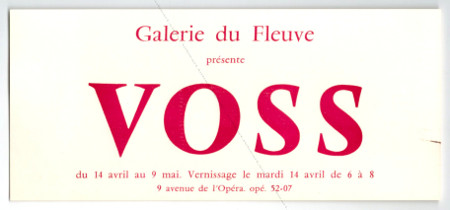 Galerie du Fleuve
présente
VOSS
du 14 avril au 9 mai. Vernissage le mardi 14 avril de 6 à 8
9 avenue de l'Opéra. opé. 52-07